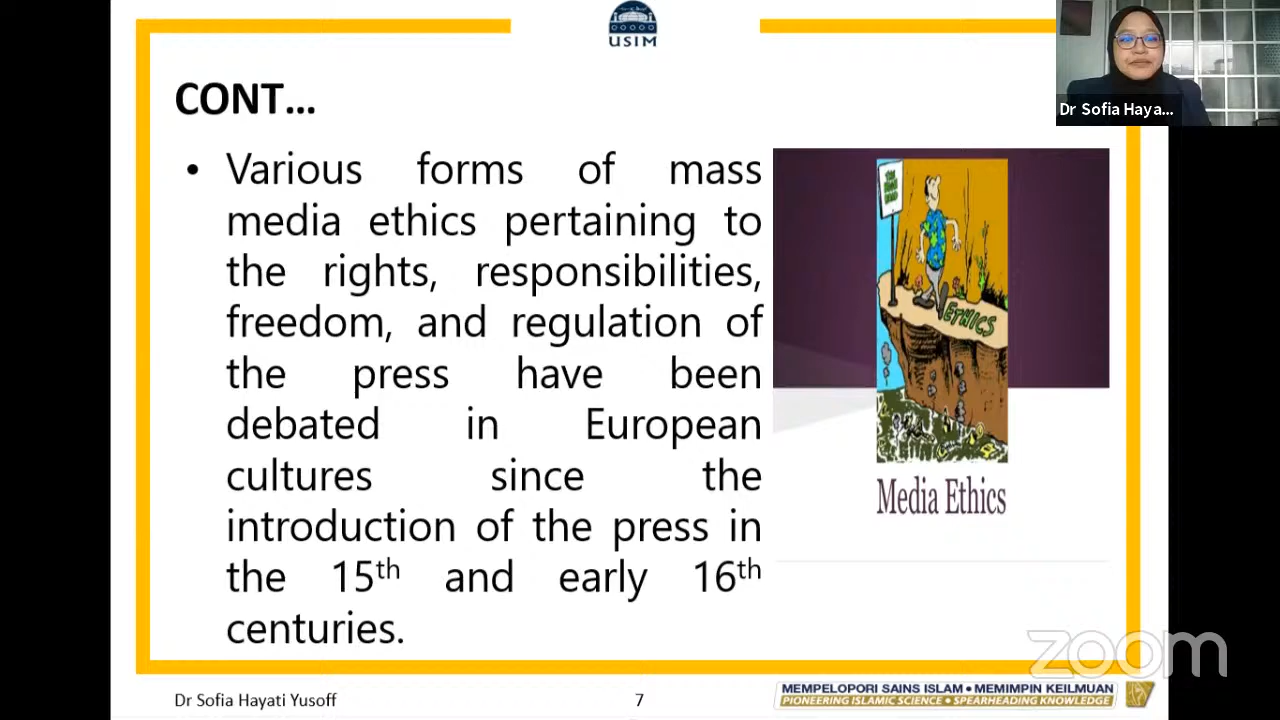 USIM
Dr Sofia Haya...
CONT...
• Various forms of mass
media ethics pertaining to
the rights, responsibilities,
freedom, and regulation of
the press have been
debated in European
cultures since the
introduction of the press in
the 15th and early 16th
centuries.
ETHICS
Media Ethics
zoom
Dr Sofia Hayati Yusoff
7
MEMPELOPORI SAINS ISLAM • MEMIMPIN KEILMUAN
PIONEERING ISLAMIC SCIENCE • SPEARHEADING KNOWLEDGE